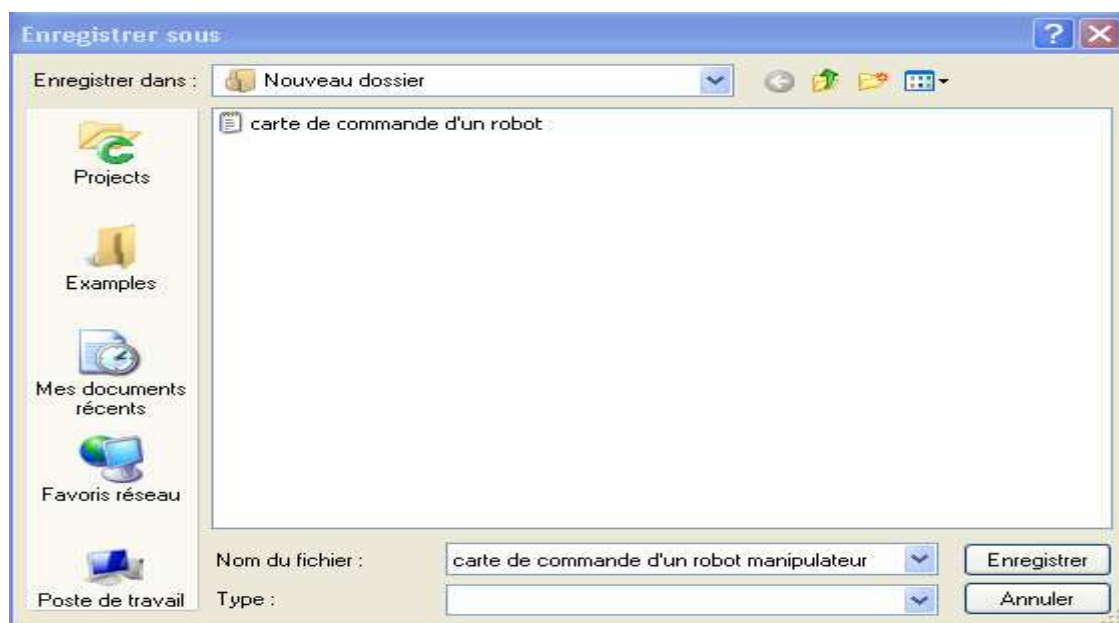 Enregistrer sous
Enregistrer dans :
Nouveau dossier
carte de commande d'un robot
Projects
Examples
Mes documents
récents
Favoris réseau
Poste de travail
Nom du fichier :
carte de commande d'un robot manipulateur
Enregistrer
Type :
Annuler